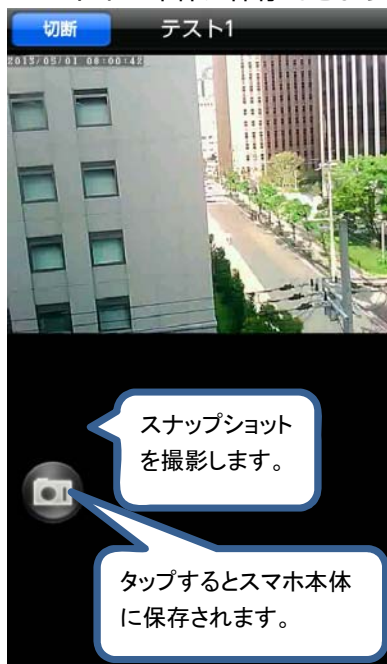 切断 テスト1
2013/05/01 08:00:42
スナップショット
を撮影します。
タップするとスマホ本体
に保存されます。